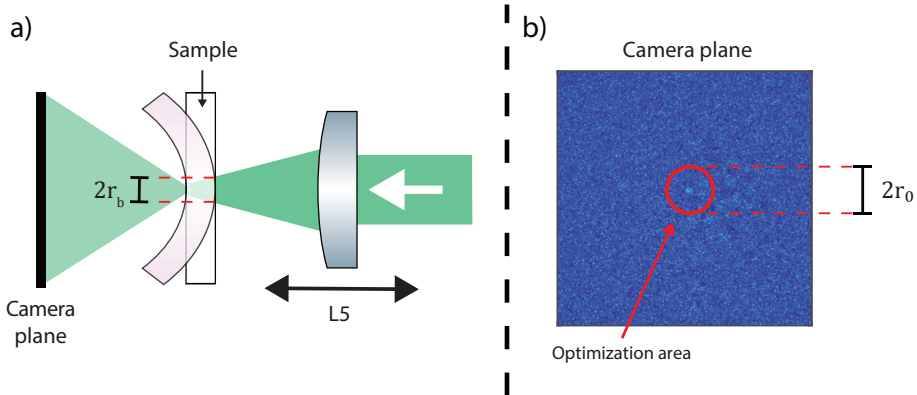 a)
Sample
2r_b
Camera
plane
L5
b)
Camera plane
2r_0
Optimization area